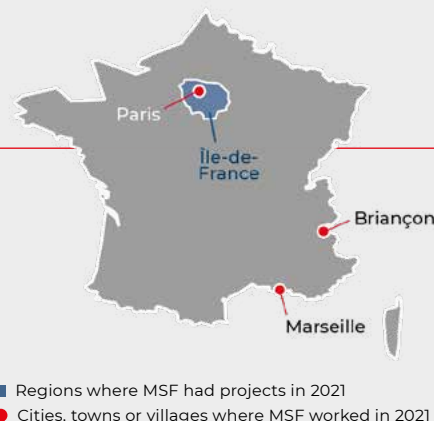 Paris
Île-de-
France
Briançon
Marseille
Regions where MSF had projects in 2021
Cities, towns or villages where MSF worked in 2021